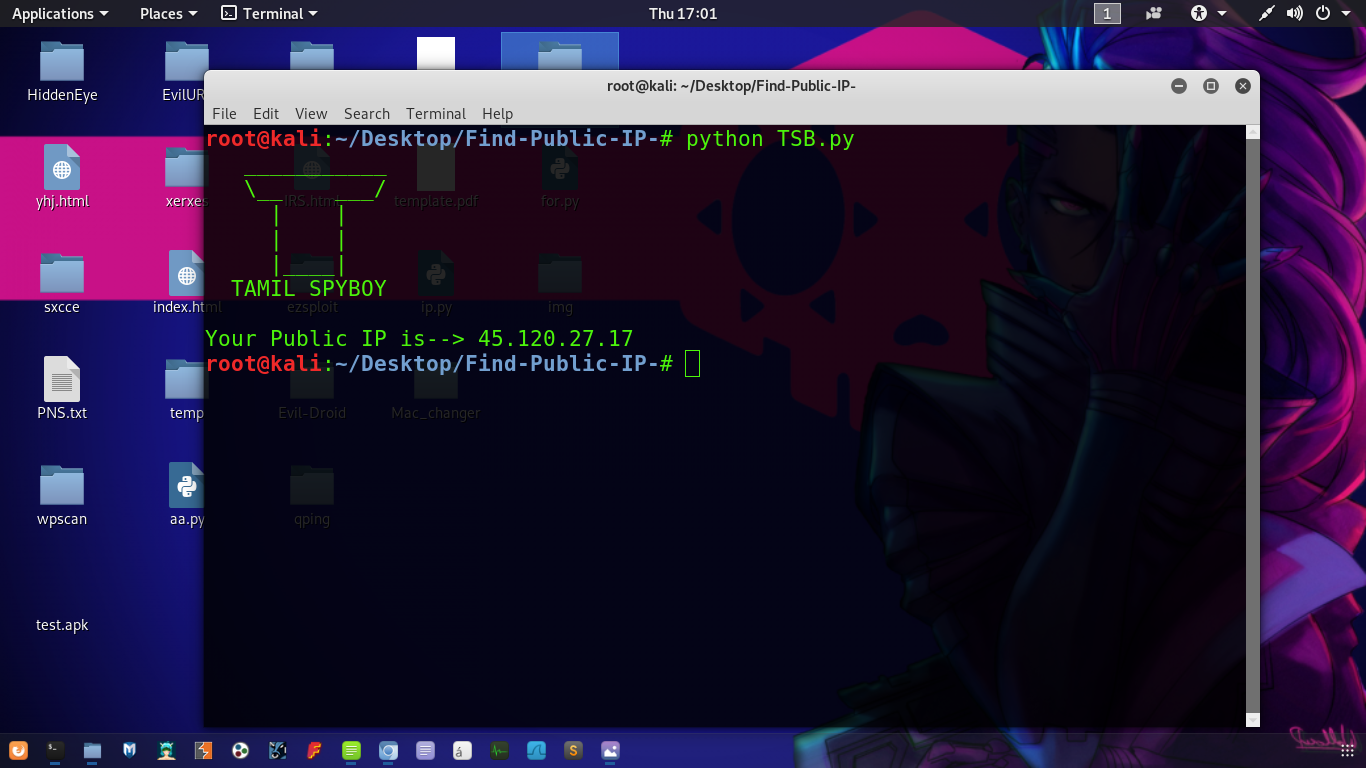 Applications Places Terminal Thu 17:01 1
HiddenEye EvilUR
root@kali: ~/Desktop/Find-Public-IP-
File Edit View Search Terminal Help
root@kali:~/Desktop/Find-Public-IP-# python TSB.py
yhj.html xerxes IRS.html template.pdf for.py
TAMIL SPYBOY
sxcce index.html ezsploit ip.py img
Your Public IP is--> 45.120.27.17
root@kali:~/Desktop/Find-Public-IP-#
PNS.txt temp Evil-Droid Mac_changer
wpscan aa.py qping
test.apk